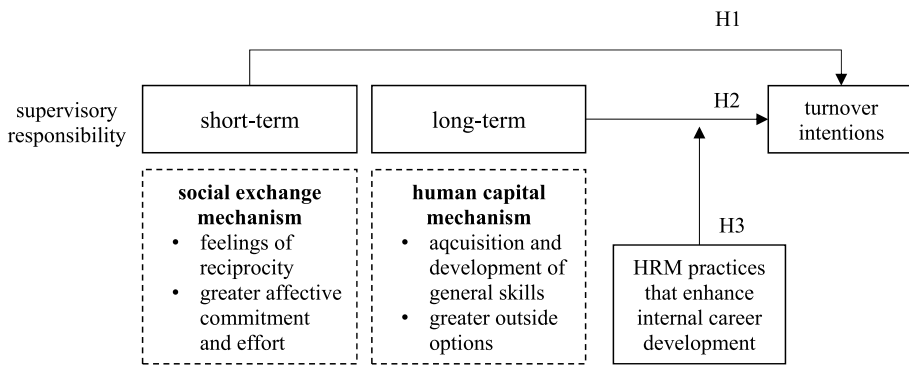 H1
supervisory
responsibility
short-term
long-term
H2
turnover
intentions
social exchange
mechanism
• feelings of
reciprocity
• greater affective
commitment
and effort
human capital
mechanism
• aqcuisition and
development of
general skills
• greater outside
options
H3
HRM practices
that enhance
internal career
development